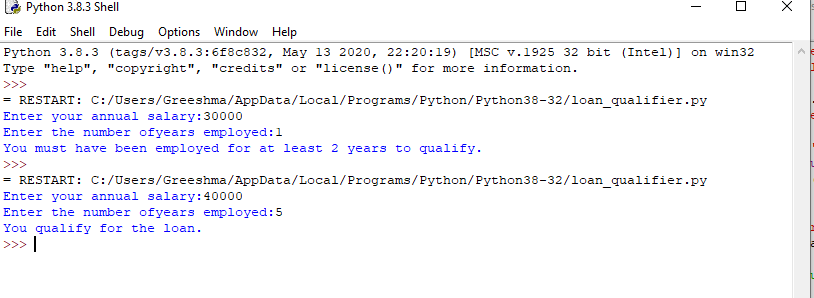 Python 3.8.3 Shell
File Edit Shell Debug Options Window Help
Python 3.8.3 (tags/v3.8.3:6f8c832, May 13 2020, 22:20:19) [MSC v.1925 32 bit (Intel)] on win32
Type "help", "copyright", "credits" or "license()" for more information.
>>>
= RESTART: C:/Users/Greeshma/AppData/Local/Programs/Python/Python38-32/loan_qualifier.py
Enter your annual salary:30000
Enter the number ofyears employed:1
You must have been employed for at least 2 years to qualify.
>>>
= RESTART: C:/Users/Greeshma/AppData/Local/Programs/Python/Python38-32/loan_qualifier.py
Enter your annual salary:40000
Enter the number ofyears employed:5
You qualify for the loan.
>>>